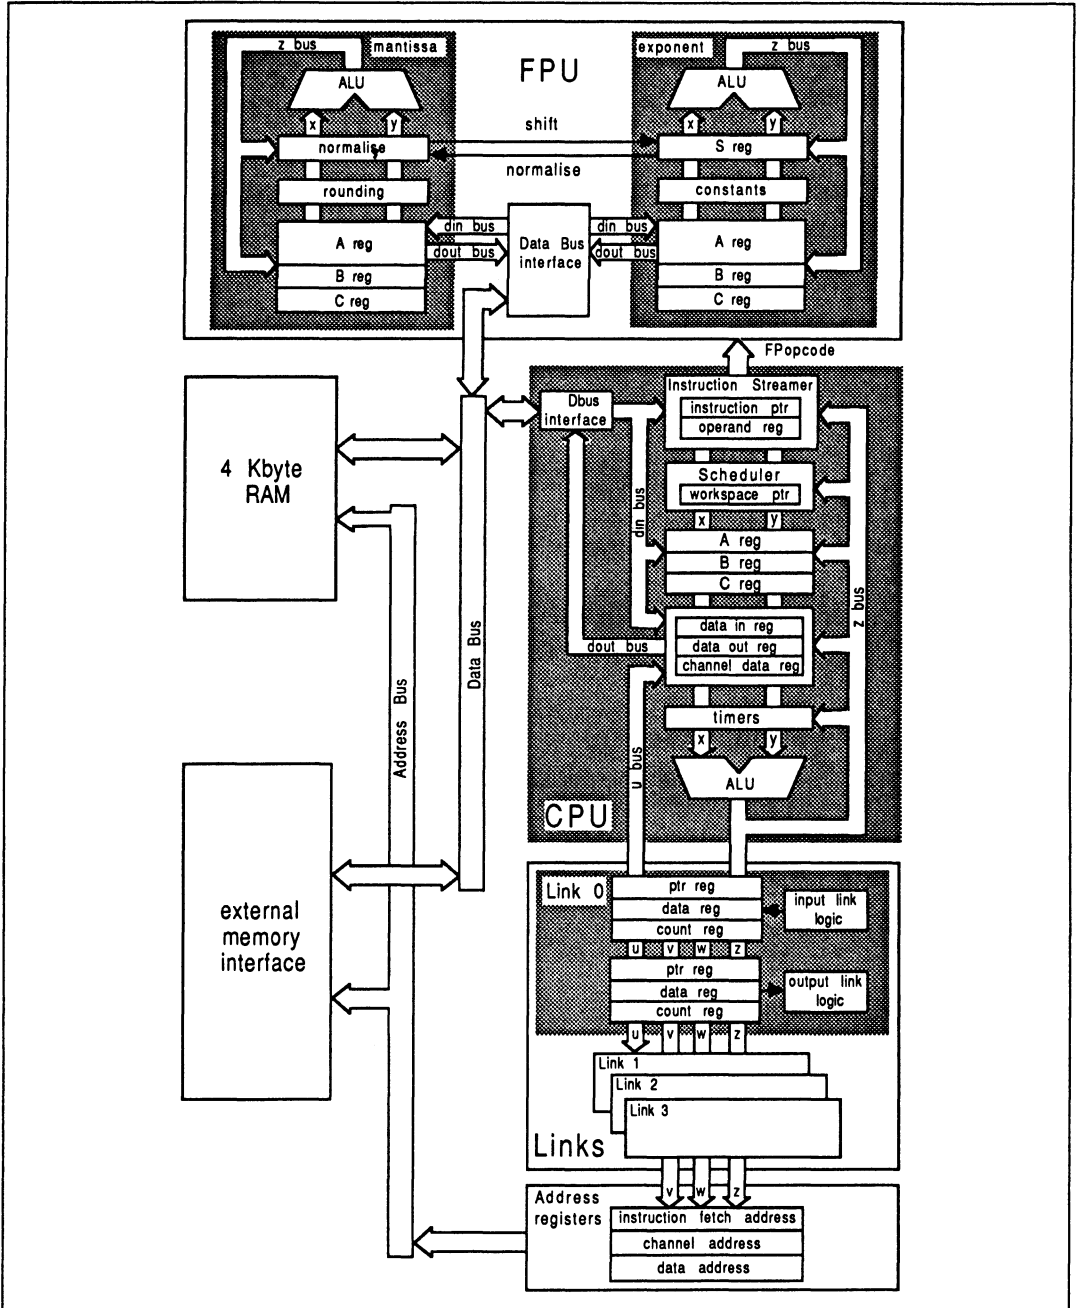 z bus
mantissa
FPU
exponent
z bus
ALU
ALU
x
y
shift
x
y
normalise
S reg
normalise
rounding
constants
din bus
din bus
A reg
Data Bus
interface
A reg
dout bus
dout bus
B reg
B reg
C reg
C reg
FPopcode
Instruction Streamer
Dbus
interface
instruction ptr
operand reg
4 Kbyte
RAM
Scheduler
workspace ptr
din bus
x
y
A reg
B reg
C reg
z bus
data in reg
dout bus
data out reg
channel data reg
Data Bus
Address Bus
timers
u bus
x
y
ALU
CPU
Link 0
ptr reg
data reg
count reg
input link
logic
external
memory
interface
u
v
w
z
ptr reg
data reg
count reg
output link
logic
u
v
w
z
Link 1
Link 2
Link 3
Links
v
w
z
Address
registers
instruction fetch address
channel address
data address